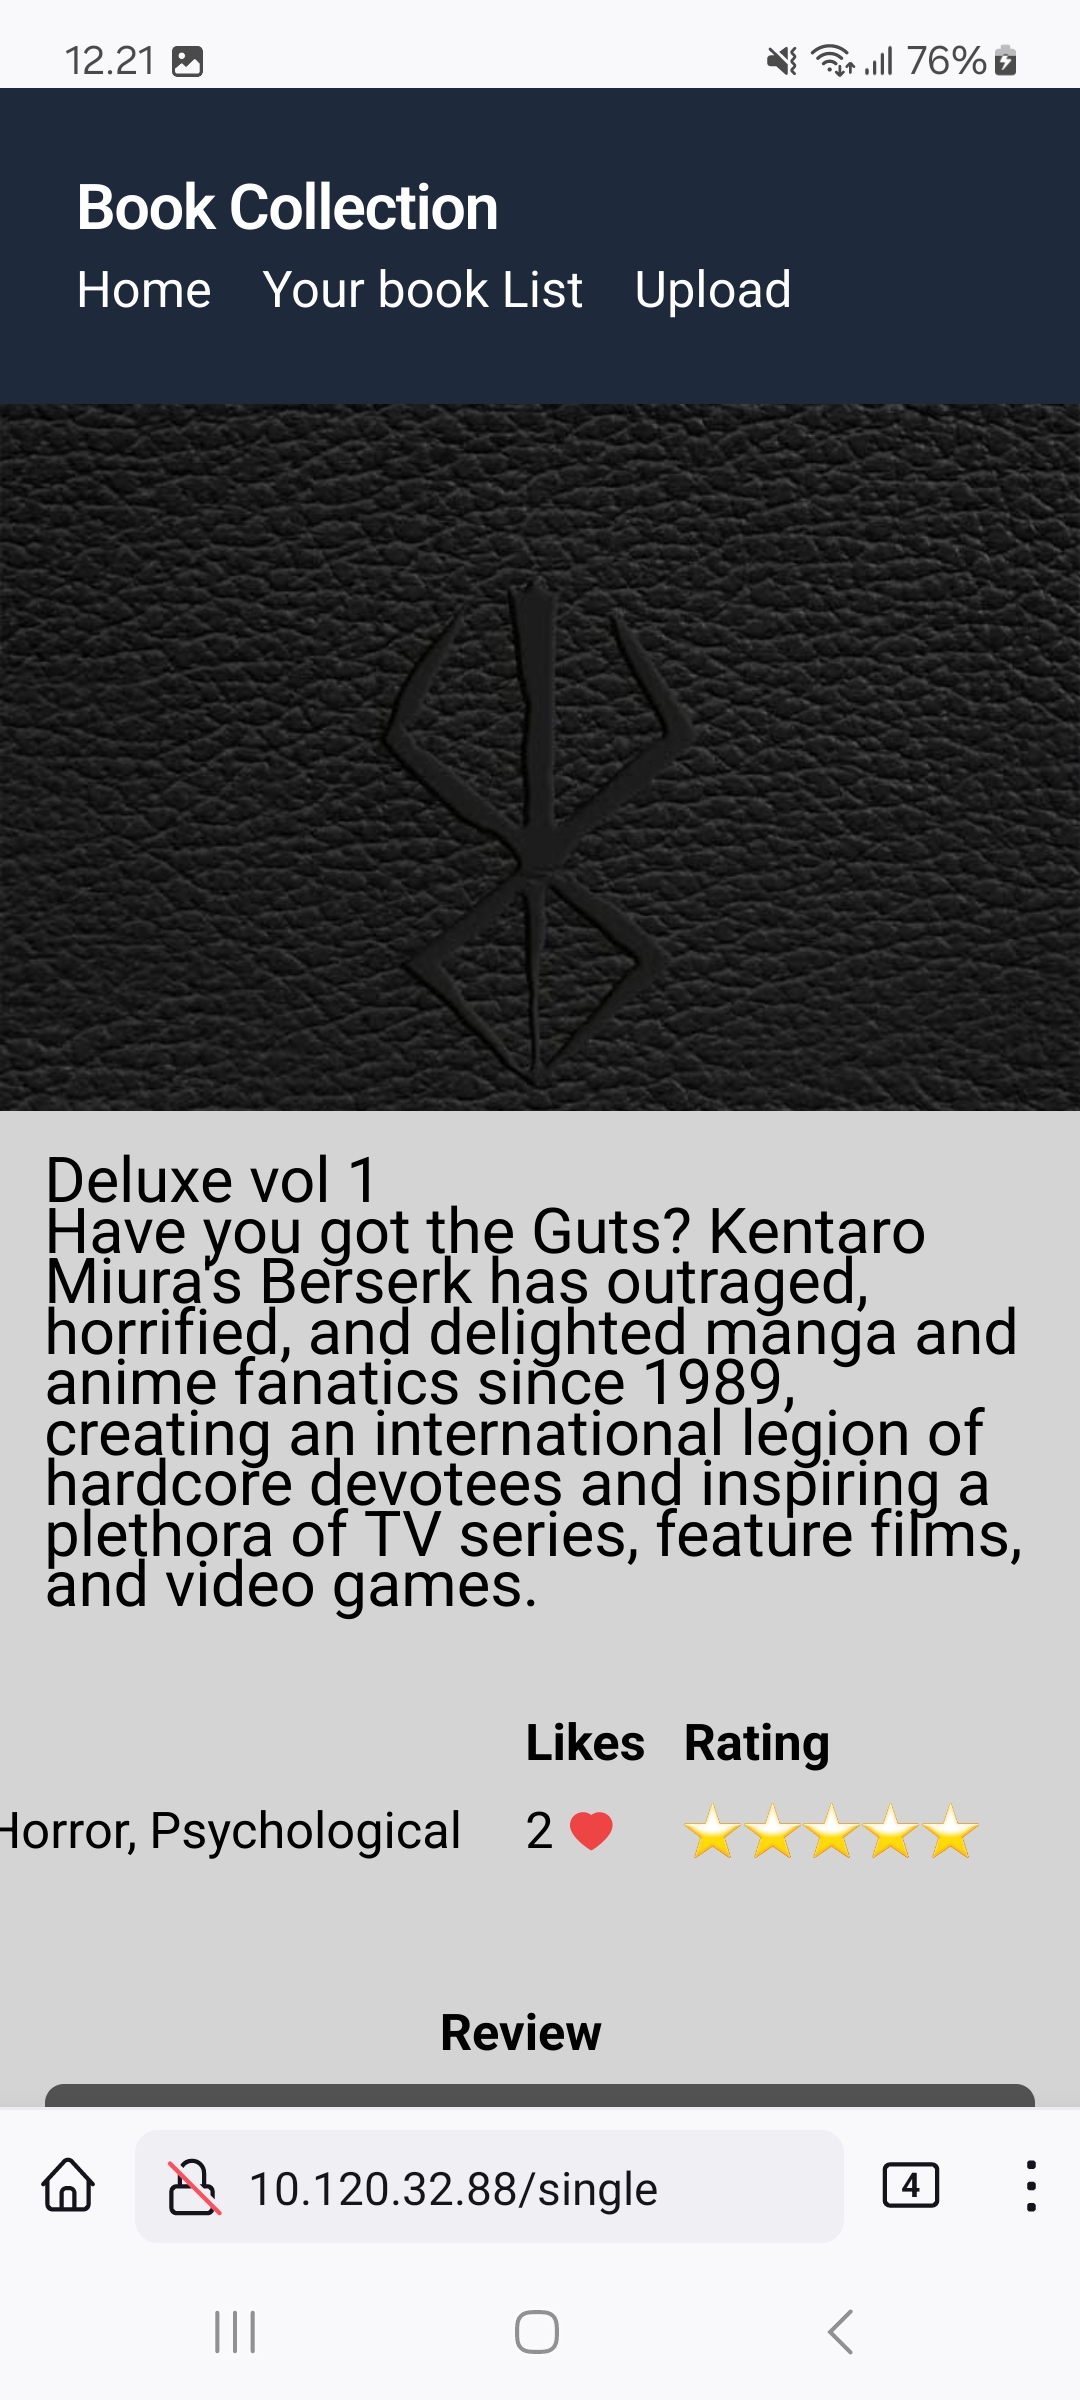 12.21 76%
Book Collection
Home Your book List Upload
Deluxe vol 1
Have you got the Guts? Kentaro
Miura's Berserk has outraged,
horrified, and delighted manga and
anime fanatics since 1989,
creating an international legion of
hardcore devotees and inspiring a
plethora of TV series, feature films,
and video games.
Likes Rating
Horror, Psychological 2
Review
10.120.32.88/single 4